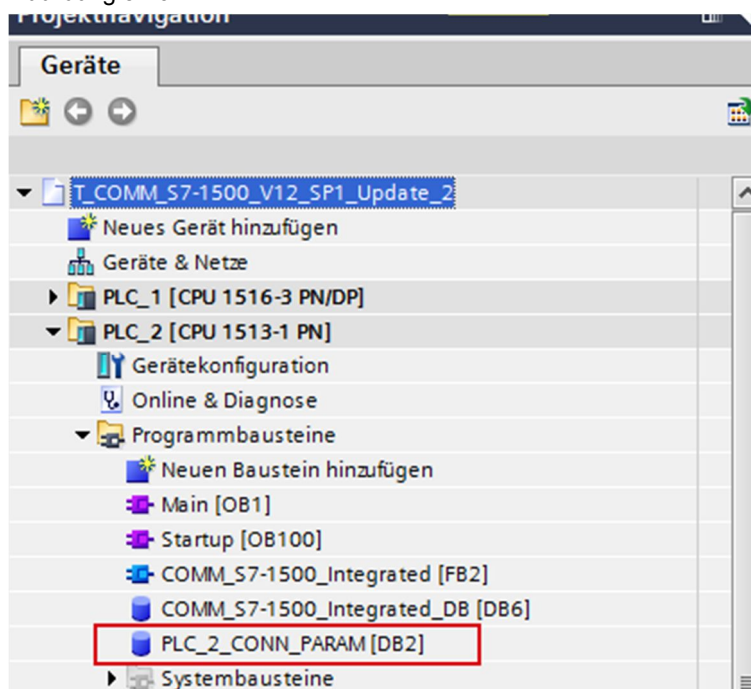 Projektnavigation
Geräte
T_COMM_S7-1500_V12_SP1_Update_2
Neues Gerät hinzufügen
Geräte & Netze
PLC_1 [CPU 1516-3 PN/DP]
PLC_2 [CPU 1513-1 PN]
Gerätekonfiguration
Online & Diagnose
Programmbausteine
Neuen Baustein hinzufügen
Main [OB1]
Startup [OB100]
COMM_S7-1500_Integrated [FB2]
COMM_S7-1500_Integrated_DB [DB6]
PLC_2_CONN_PARAM [DB2]
Systembausteine